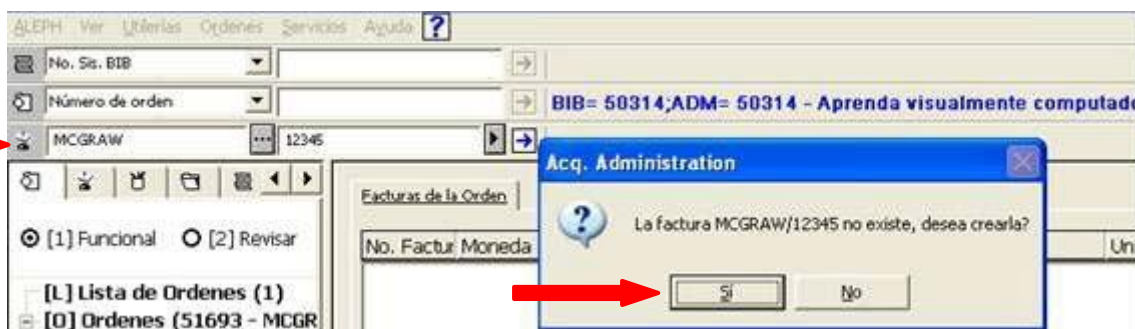 ALEPH Ver Utilerías Ordenes Servicios Ayuda ?
No. Sis. BIB
Número de orden BIB= 50314;ADM= 50314 - Aprenda visualmente computado
MCGRAW ... 12345
Acq. Administration
Facturas de la Orden
? La factura MCGRAW/12345 no existe, desea crearla?
[1] Funcional [2] Revisar
No. Factur Moneda Un
Sí No
[L] Lista de Ordenes (1)
[O] Ordenes (51693 - MCGR